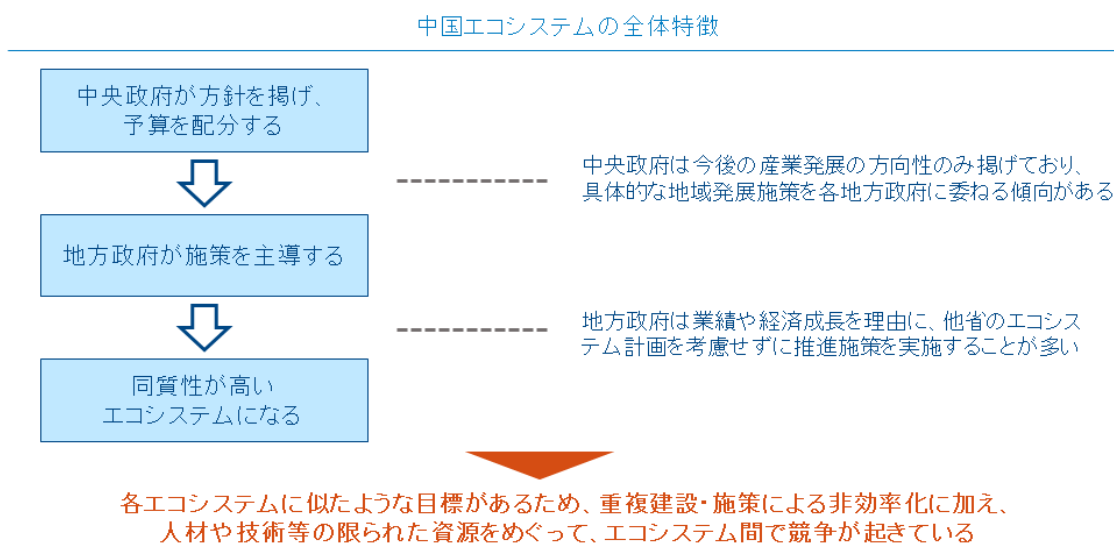 中国エコシステムの全体特徴
中央政府が方針を掲げ、
予算を配分する
中央政府は今後の産業発展の方向性のみ掲げており、
具体的な地域発展施策を各地方政府に委ねる傾向がある
地方政府が施策を主導する
地方政府は業績や経済成長を理由に、他省のエコシス
テム計画を考慮せずに推進施策を実施することが多い
同質性が高い
エコシステムになる
各エコシステムに似たような目標があるため、重複建設・施策による非効率化に加え、
人材や技術等の限られた資源をめぐって、エコシステム間で競争が起きている